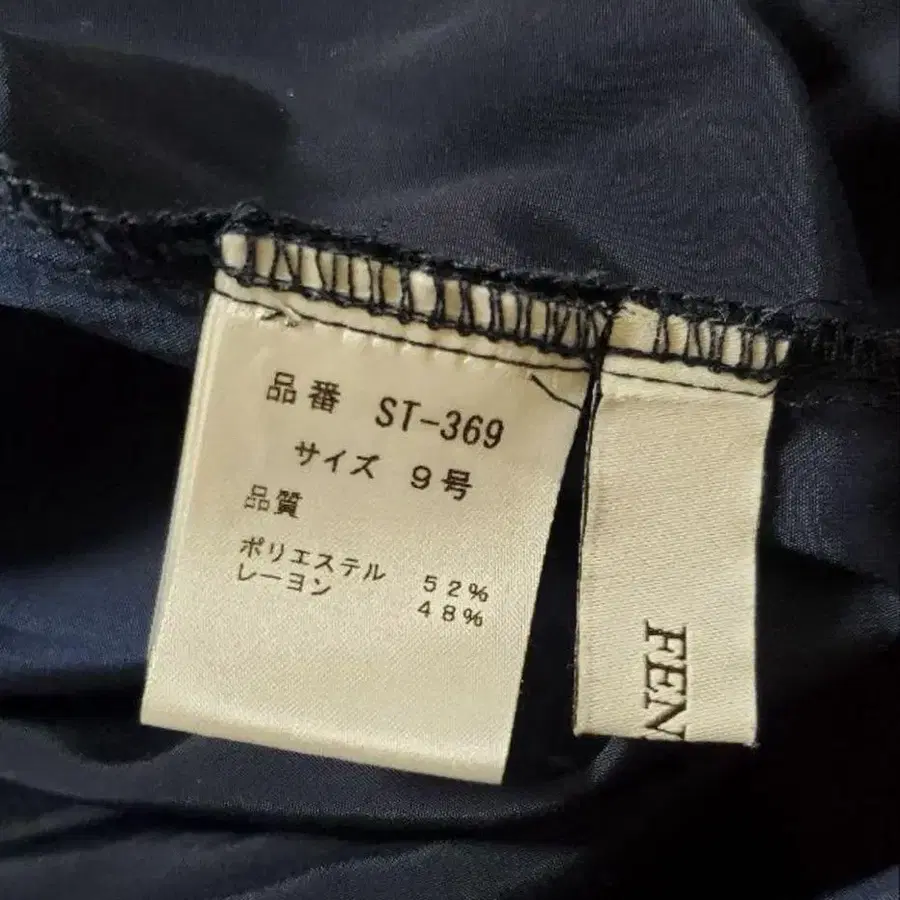 品番 ST-369
サイズ 9号
品質
ポリエステル 52%
レーヨン 48%
FEN